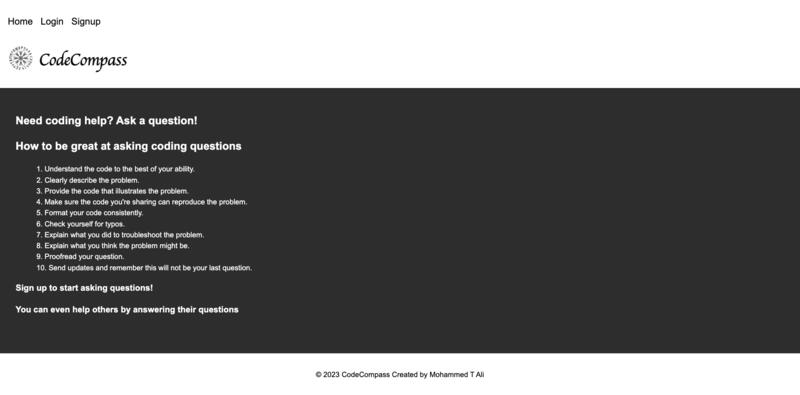 Home Login Signup
CodeCompass
Need coding help? Ask a question!
How to be great at asking coding questions
1. Understand the code to the best of your ability.
2. Clearly describe the problem.
3. Provide the code that illustrates the problem.
4. Make sure the code you're sharing can reproduce the problem.
5. Format your code consistently.
6. Check yourself for typos.
7. Explain what you did to troubleshoot the problem.
8. Explain what you think the problem might be.
9. Proofread your question.
10. Send updates and remember this will not be your last question.
Sign up to start asking questions!
You can even help others by answering their questions
© 2023 CodeCompass Created by Mohammed T Ali